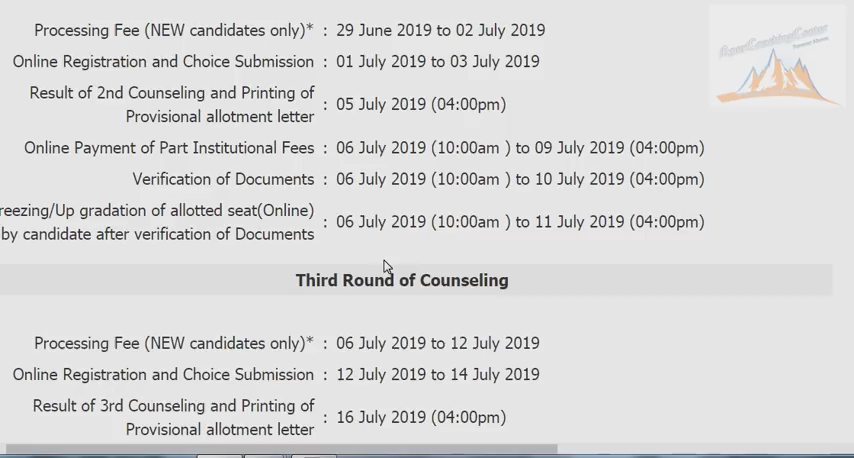 Processing Fee (NEW candidates only)* : 29 June 2019 to 02 July 2019
Online Registration and Choice Submission : 01 July 2019 to 03 July 2019
Result of 2nd Counseling and Printing of
Provisional allotment letter : 05 July 2019 (04:00pm)
Online Payment of Part Institutional Fees : 06 July 2019 (10:00am ) to 09 July 2019 (04:00pm)
Verification of Documents : 06 July 2019 (10:00am ) to 10 July 2019 (04:00pm)
reezing/Up gradation of allotted seat(Online)
by candidate after verification of Documents : 06 July 2019 (10:00am ) to 11 July 2019 (04:00pm)
Third Round of Counseling
Processing Fee (NEW candidates only)* : 06 July 2019 to 12 July 2019
Online Registration and Choice Submission : 12 July 2019 to 14 July 2019
Result of 3rd Counseling and Printing of
Provisional allotment letter : 16 July 2019 (04:00pm)